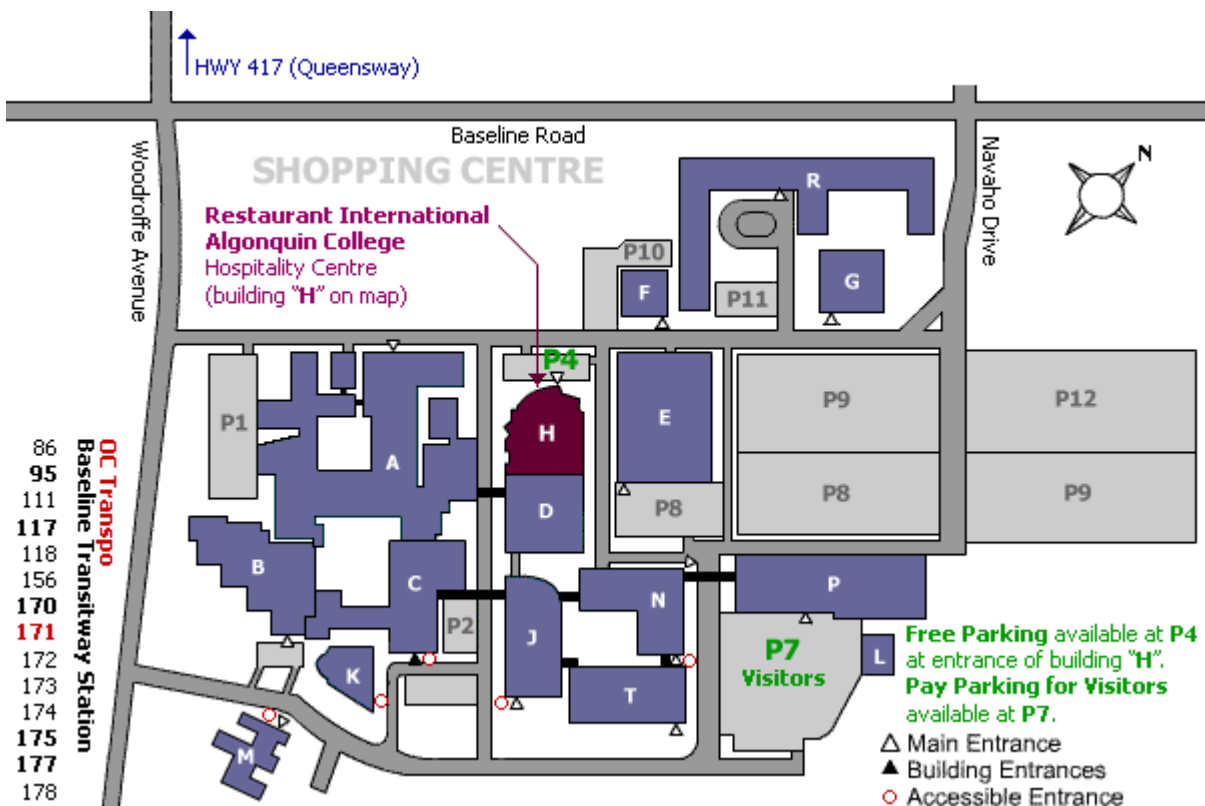 HWY 417 (Queensway)
Baseline Road
SHOPPING CENTRE
Woodroffe Avenue
Navaho Drive
N
Restaurant International
Algonquin College
Hospitality Centre
(building "H" on map)
R
P10
F
P11
G
P4
P1
A
H
E
P9
P12
D
P8
P8
P9
B
C
P2
J
N
P
K
T
L
M
P7
Visitors
OC Transpo
Baseline Transitway Station
86
95
111
117
118
156
170
171
172
173
174
175
177
178
Free Parking available at P4
at entrance of building "H".
Pay Parking for Visitors
available at P7.
Main Entrance
Building Entrances
Accessible Entrance